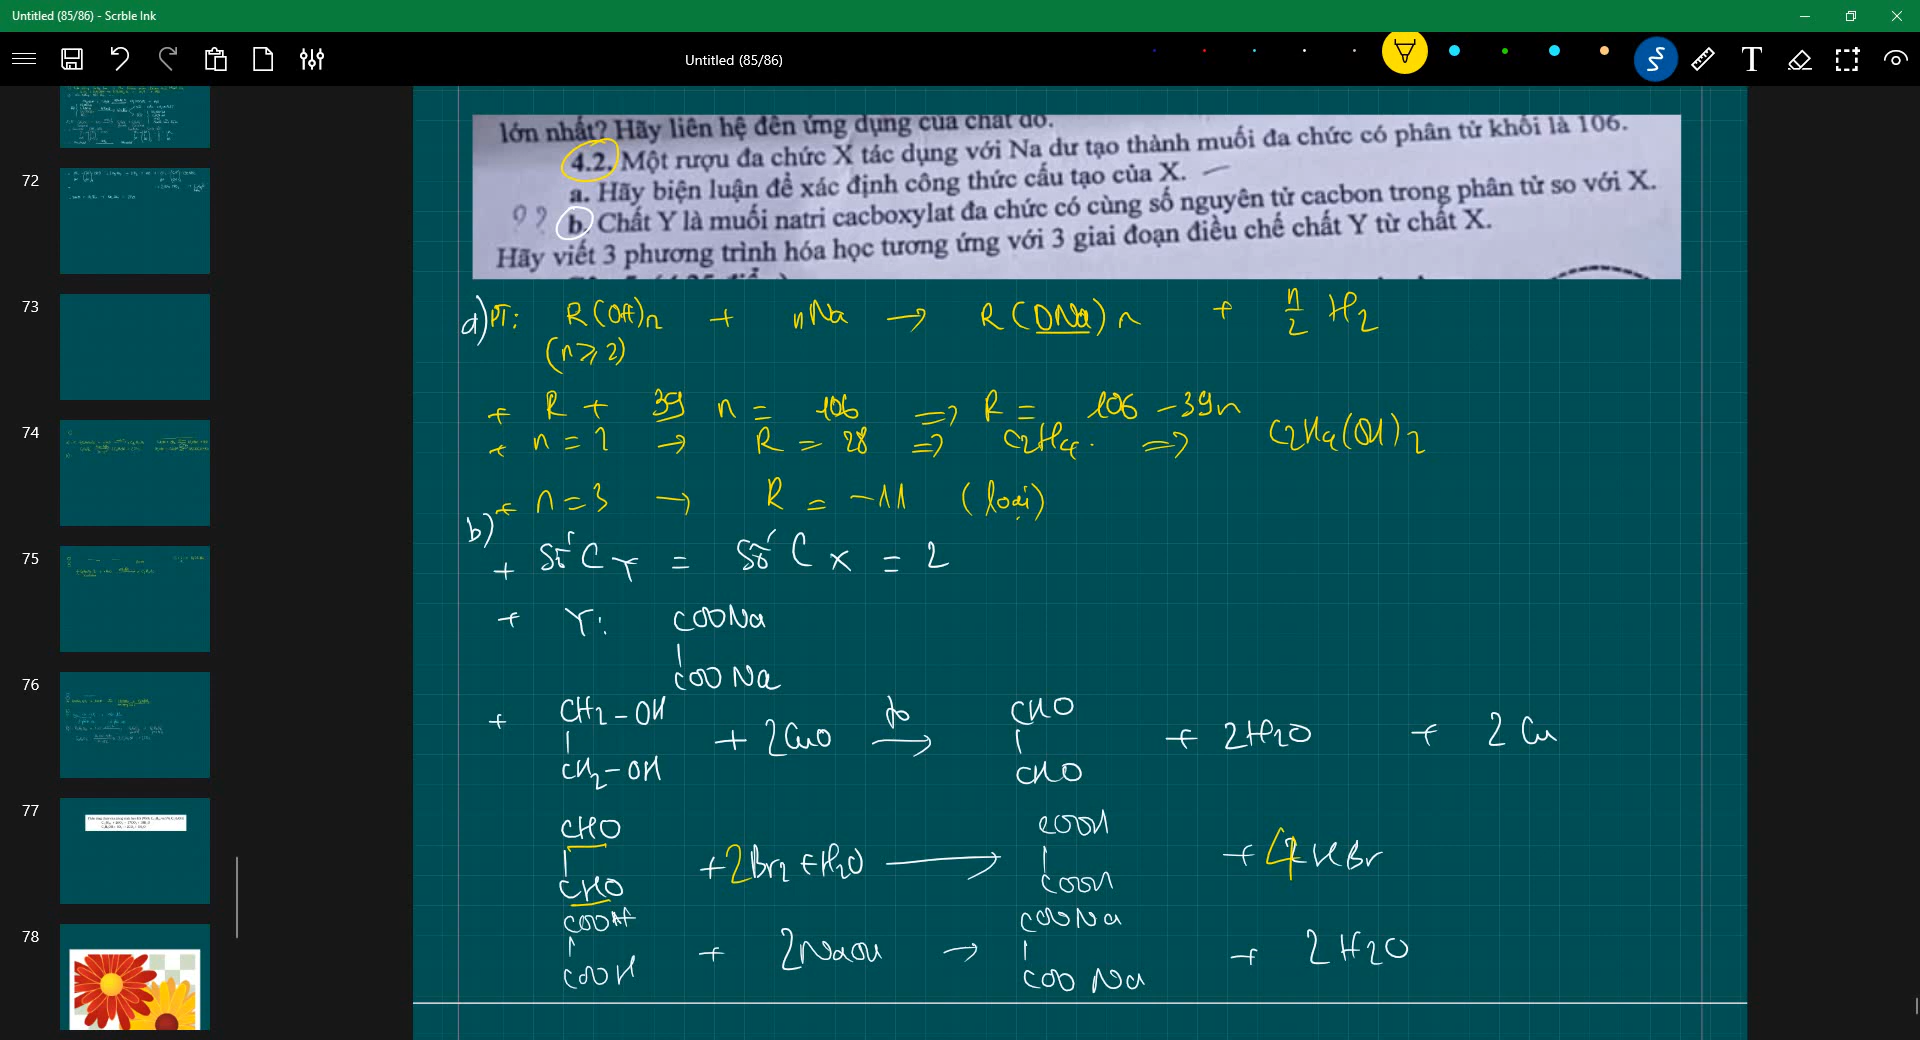 Untitled (85/86) - Scrble Ink
Untitled (85/86)
T
72
73
74
75
76
77
78
lớn nhất? Hãy liên hệ đến ứng dụng của chất đó.
4.2. Một rượu đa chức X tác dụng với Na dư tạo thành muối đa chức có phân tử khối là 106.
a. Hãy biện luận để xác định công thức cấu tạo của X.
?? b. Chất Y là muối natri cacboxylat đa chức có cùng số nguyên tử cacbon trong phân tử so với X.
Hãy viết 3 phương trình hóa học tương ứng với 3 giai đoạn điều chế chất Y từ chất X.
a) PT: R(OH)n + nNa → R(ONa)n + n/2 H2
(n ≥ 2)
+ R + 39 n = 106 => R = 106 - 39n
+ n = 2 → R = 28 => C2H4. => C2H4(OH)2
+ n = 3 → R = -11 (loại)
b)
+ Số C Y = Số C X = 2
+ Y: COONa
|
COONa
+ CH2-OH CHO
| + 2CuO → to | + 2H2O + 2Cu
CH2-OH CHO
CHO COOH
| + 2Br2 + H2O → | + 4HBr
CHO COOH
COOH COONa
| + 2NaOH → | + 2H2O
COOH COONa